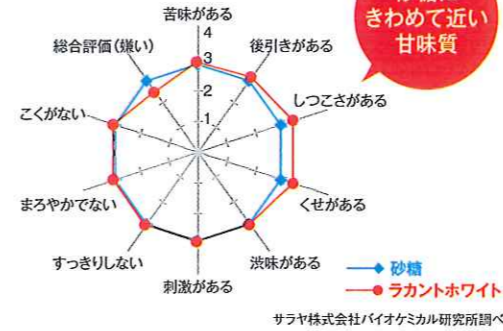 きわめて近い
甘味質
苦味がある
4
3
2
1
後引きがある
しつこさがある
くせがある
渋味がある
刺激がある
すっきりしない
まろやかでない
こくがない
総合評価(嫌い)
砂糖
ラカントホワイト
サラヤ株式会社バイオケミカル研究所調べ